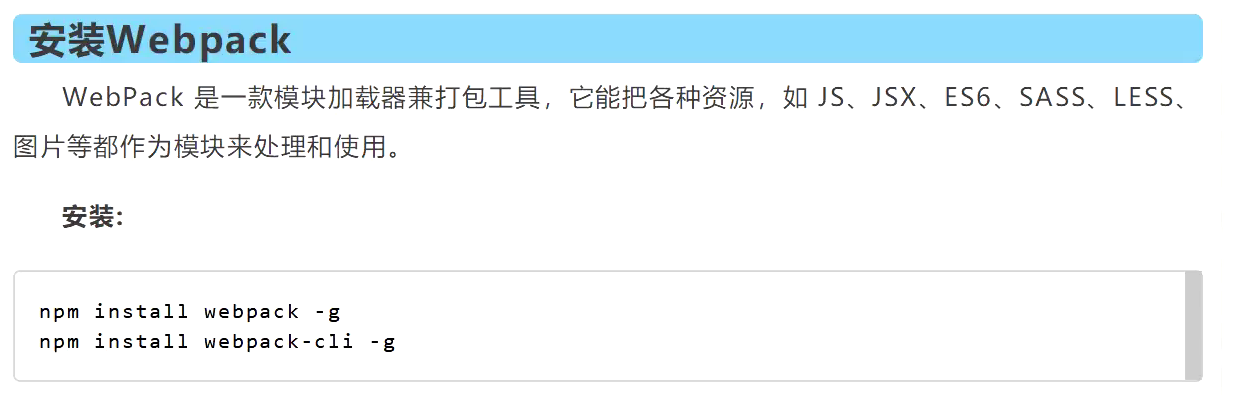 安装Webpack
WebPack 是一款模块加载器兼打包工具，它能把各种资源，如 JS、JSX、ES6、SASS、LESS、
图片等都作为模块来处理和使用。
安装:
npm install webpack -g
npm install webpack-cli -g